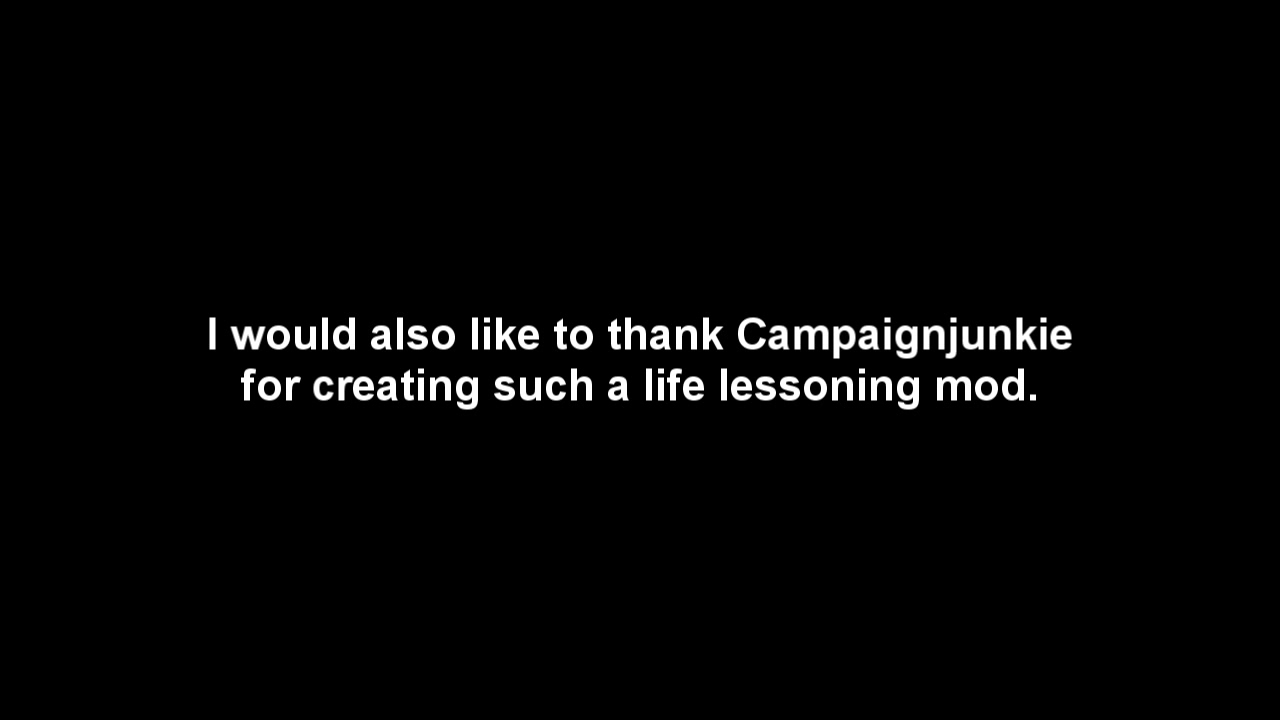 I would also like to thank Campaignjunkie
for creating such a life lessoning mod.